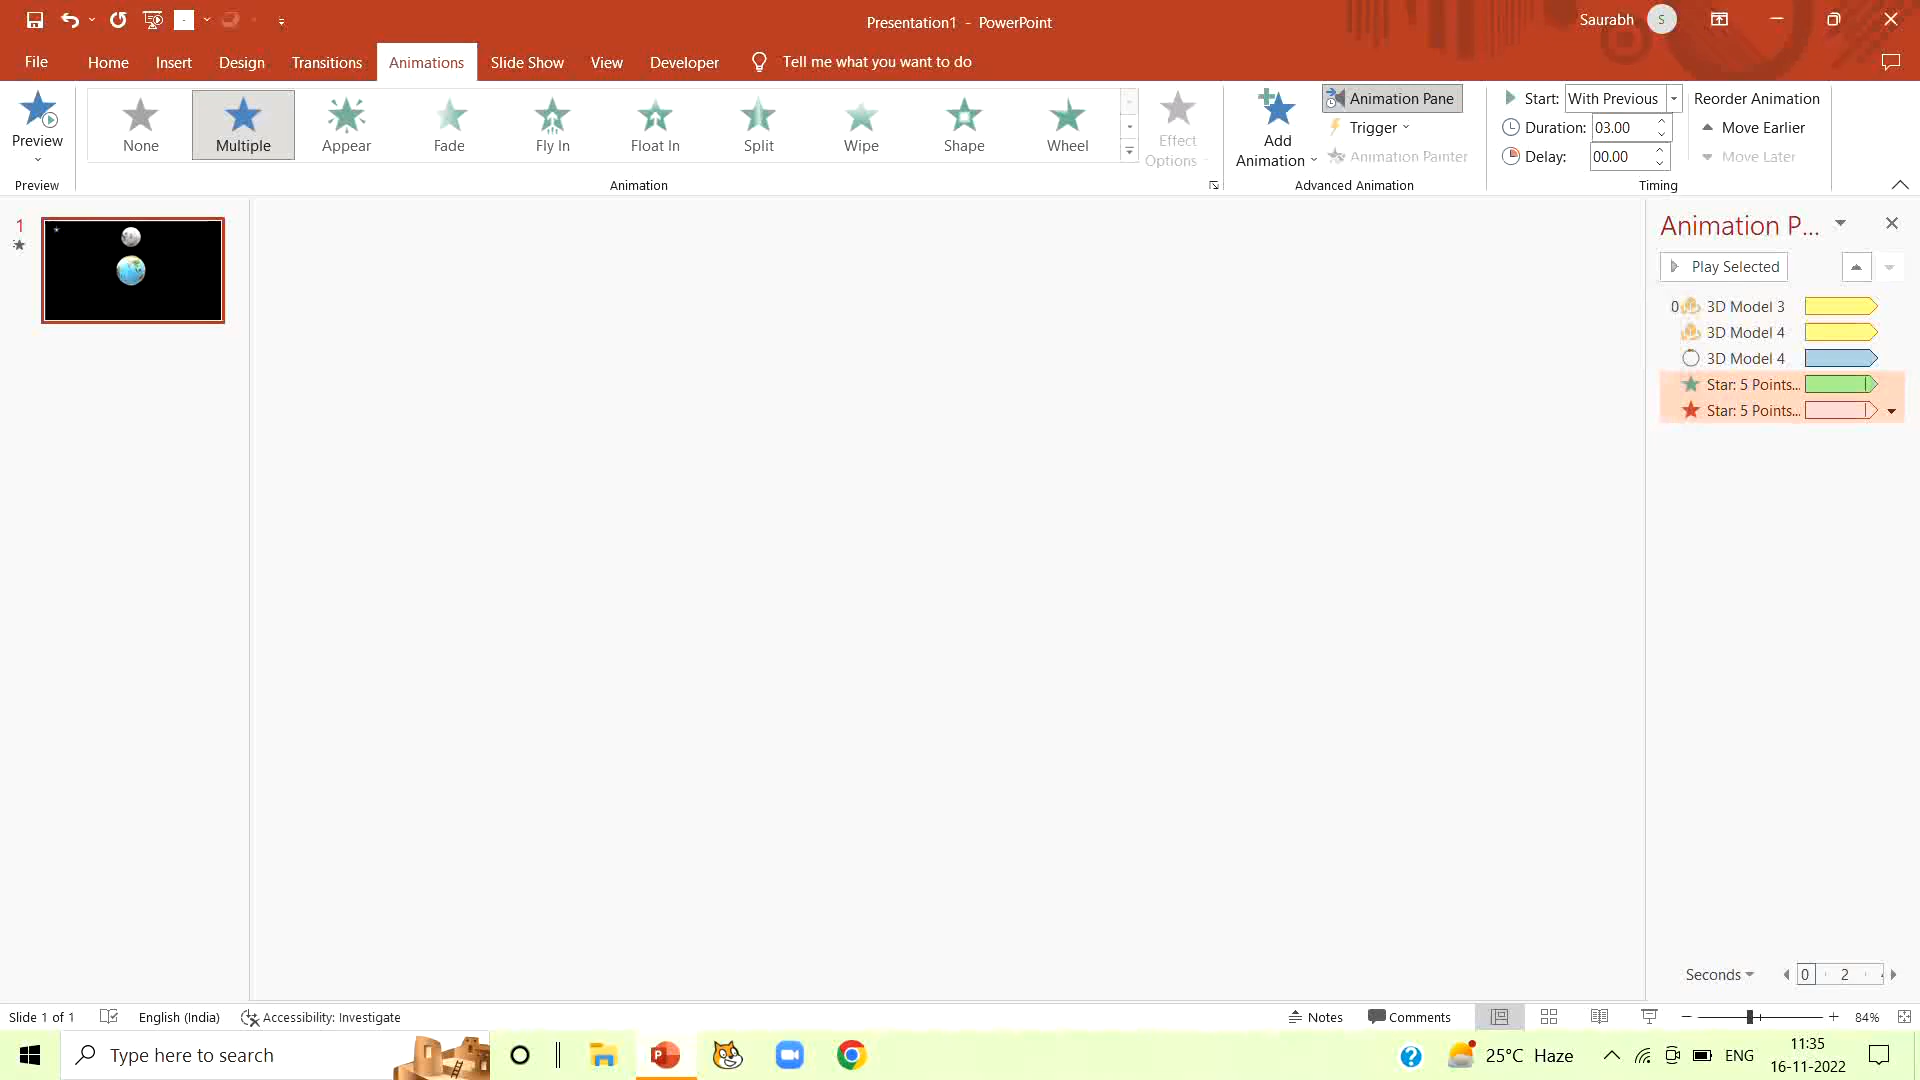 Presentation1 - PowerPoint
Saurabh
S
File
Home
Insert
Design
Transitions
Animations
Slide Show
View
Developer
Tell me what you want to do
Preview
None
Multiple
Appear
Fade
Fly In
Float In
Split
Wipe
Shape
Wheel
Effect
Options
Add
Animation
Animation Pane
Trigger
Animation Painter
Start: With Previous
Duration: 03.00
Delay: 00.00
Reorder Animation
Move Earlier
Move Later
Preview
Animation
Advanced Animation
Timing
1
Animation P...
Play Selected
0 3D Model 3
3D Model 4
3D Model 4
Star: 5 Points...
Star: 5 Points...
Seconds
0 2
Slide 1 of 1
English (India)
Accessibility: Investigate
Notes
Comments
84%
Type here to search
P
25°C Haze
ENG
11:35
16-11-2022